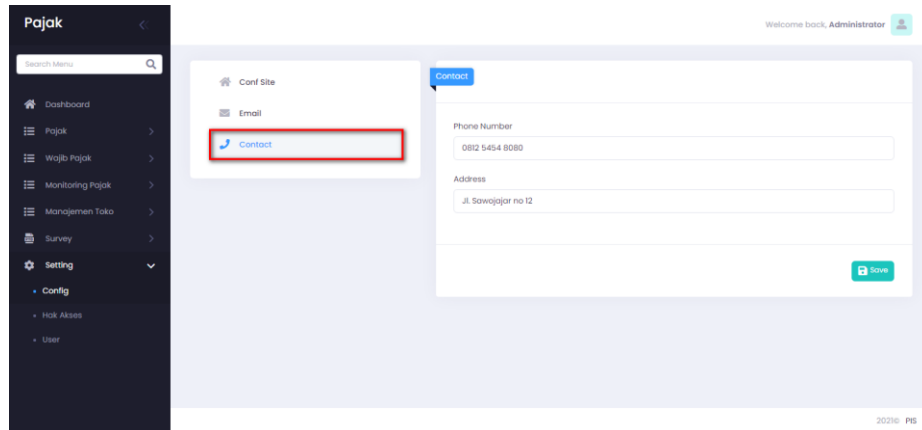 Pajak
Welcome back, Administrator
Search Menu
Dashboard
Pajak
Wajib Pajak
Monitoring Pajak
Manajemen Toko
Survey
Setting
Config
Hak Akses
User
Conf Site
Email
Contact
Contact
Phone Number
0812 5454 8080
Address
Jl. Sawojajar no 12
Save
2021© PIS